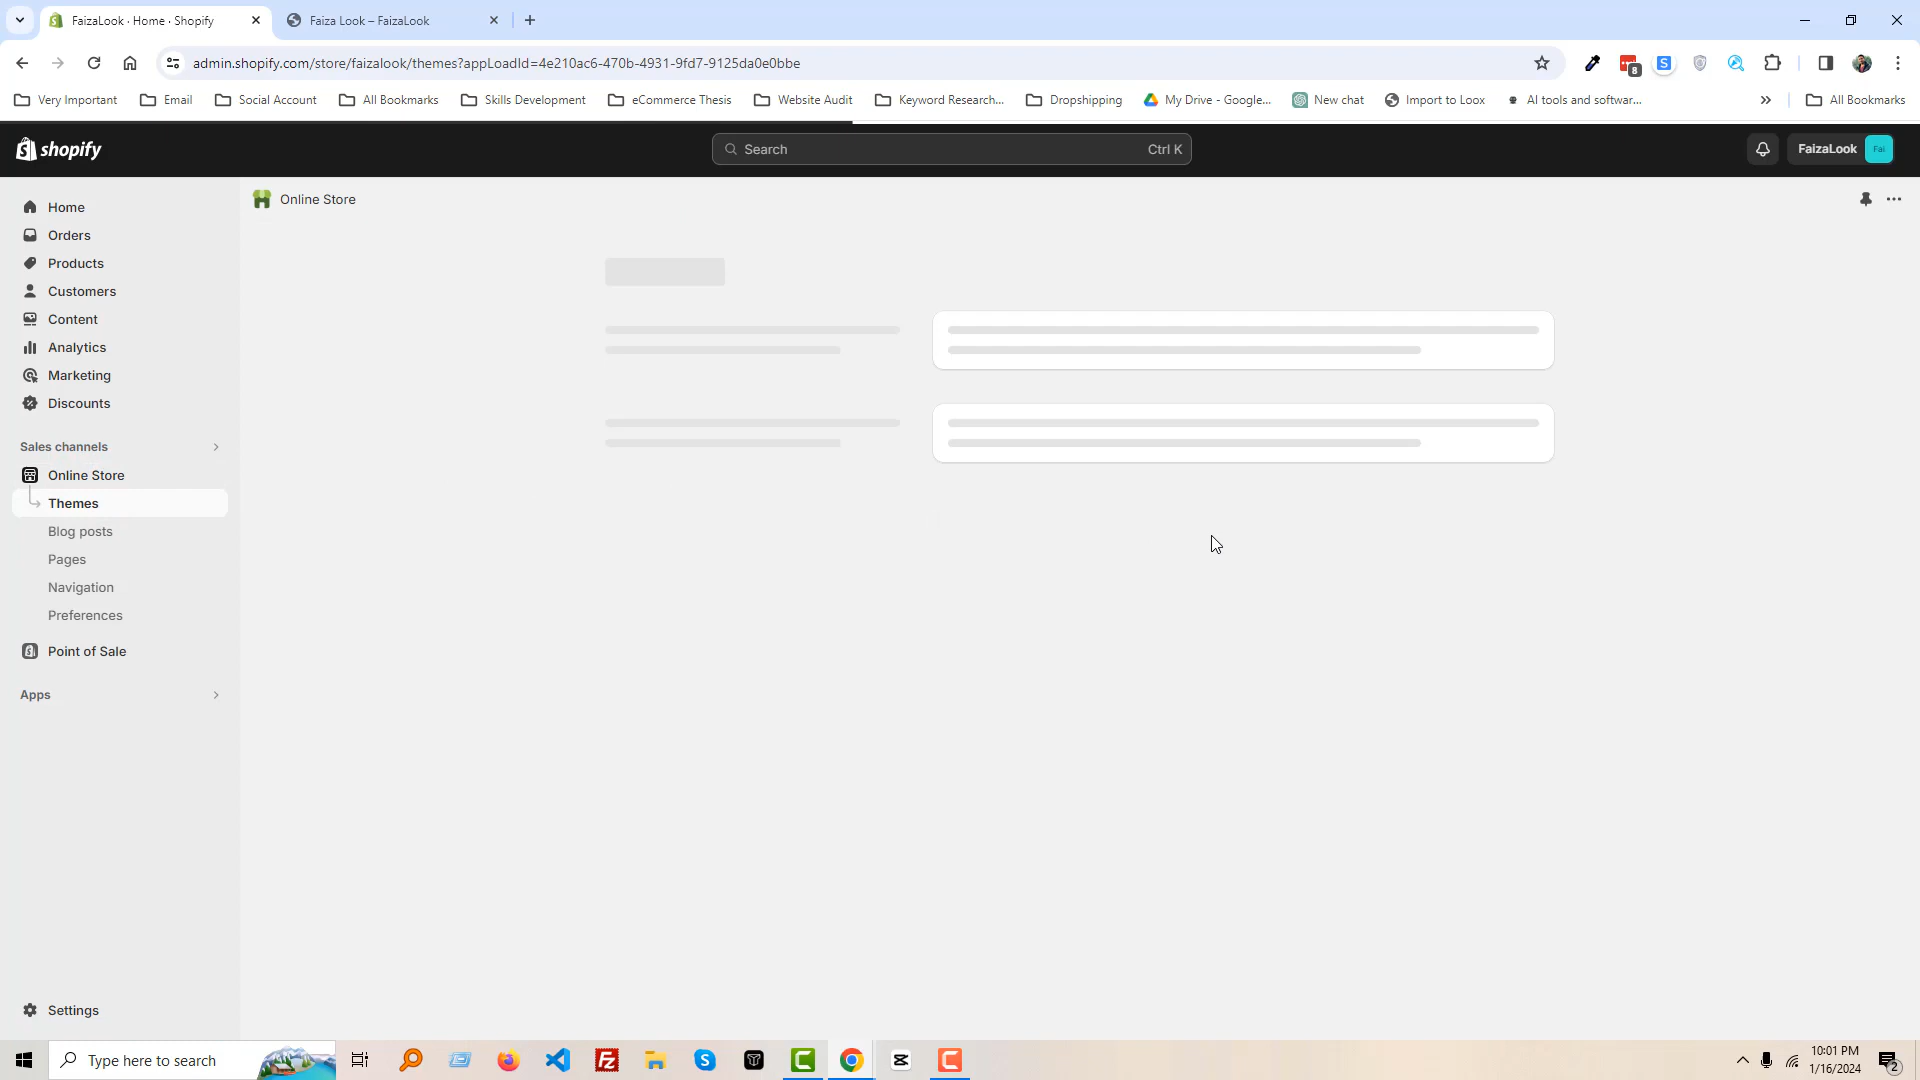 FaizaLook · Home · Shopify
Faiza Look – FaizaLook
admin.shopify.com/store/faizalook/themes?appLoadId=4e210ac6-470b-4931-9fd7-9125da0e0bbe
8
S
Very Important
Email
Social Account
All Bookmarks
Skills Development
eCommerce Thesis
Website Audit
Keyword Research...
Dropshipping
My Drive - Google...
New chat
Import to Loox
AI tools and softwar...
All Bookmarks
shopify
Search
Ctrl K
FaizaLook
Fai
Home
Online Store
Orders
Products
Customers
Content
Analytics
Marketing
Discounts
Sales channels
Online Store
Themes
Blog posts
Pages
Navigation
Preferences
Point of Sale
Apps
Settings
Type here to search
10:01 PM
1/16/2024
2